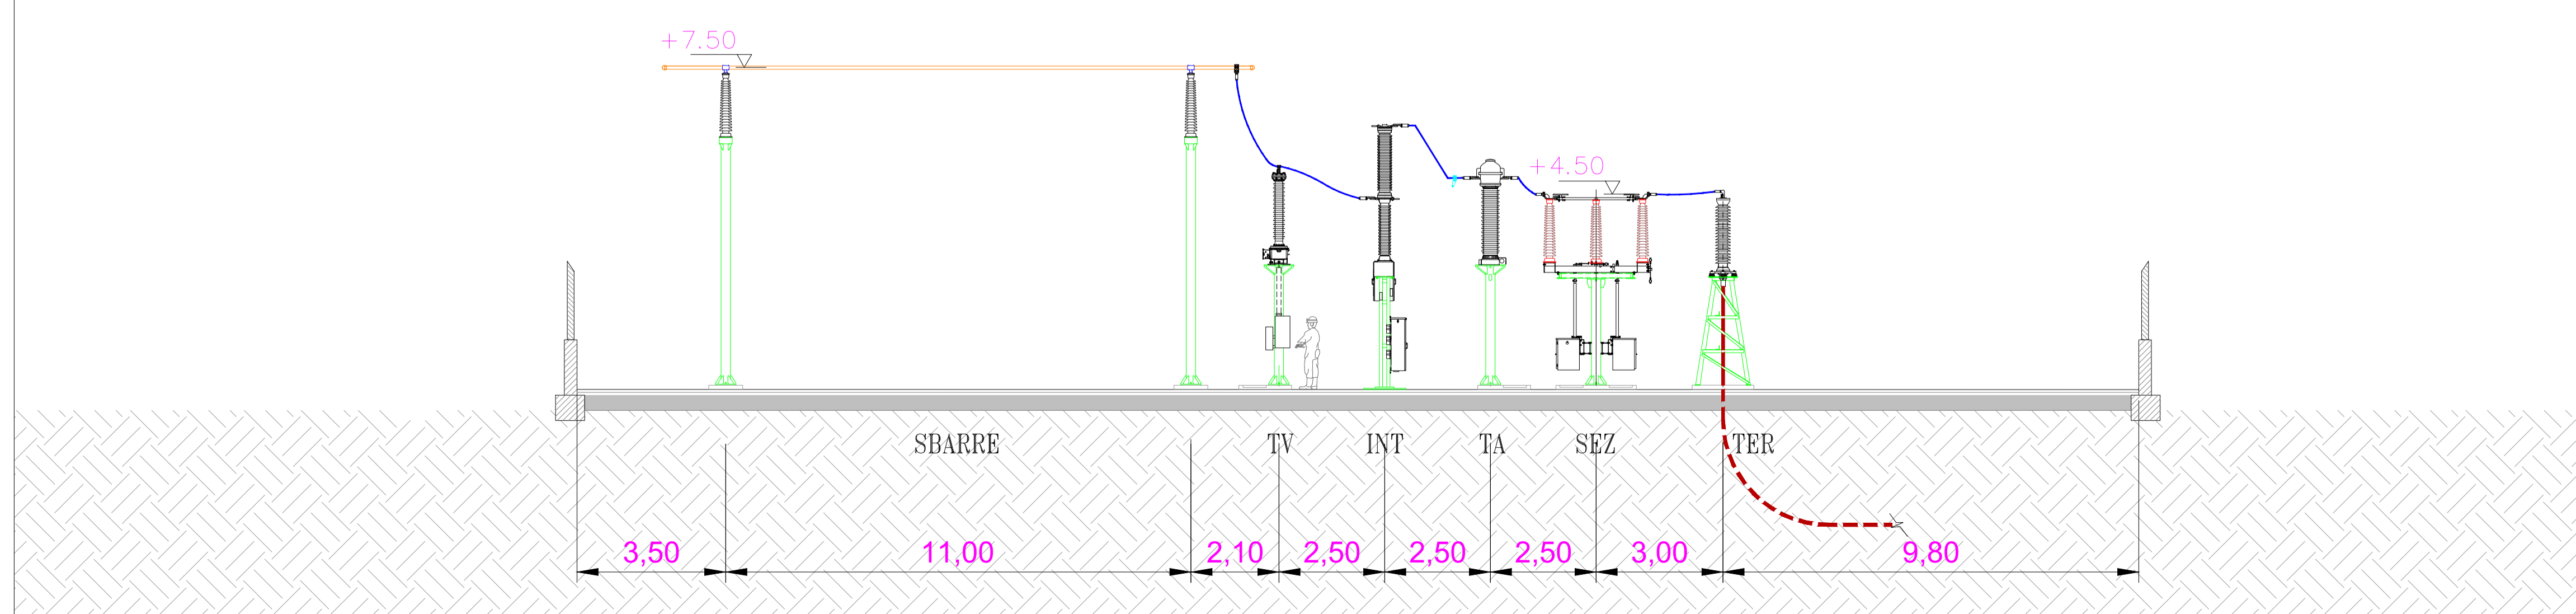 +7.50
+4.50
SBARRE TV INT TA SEZ TER
3,50 11,00 2,10 2,50 2,50 2,50 3,00 9,80